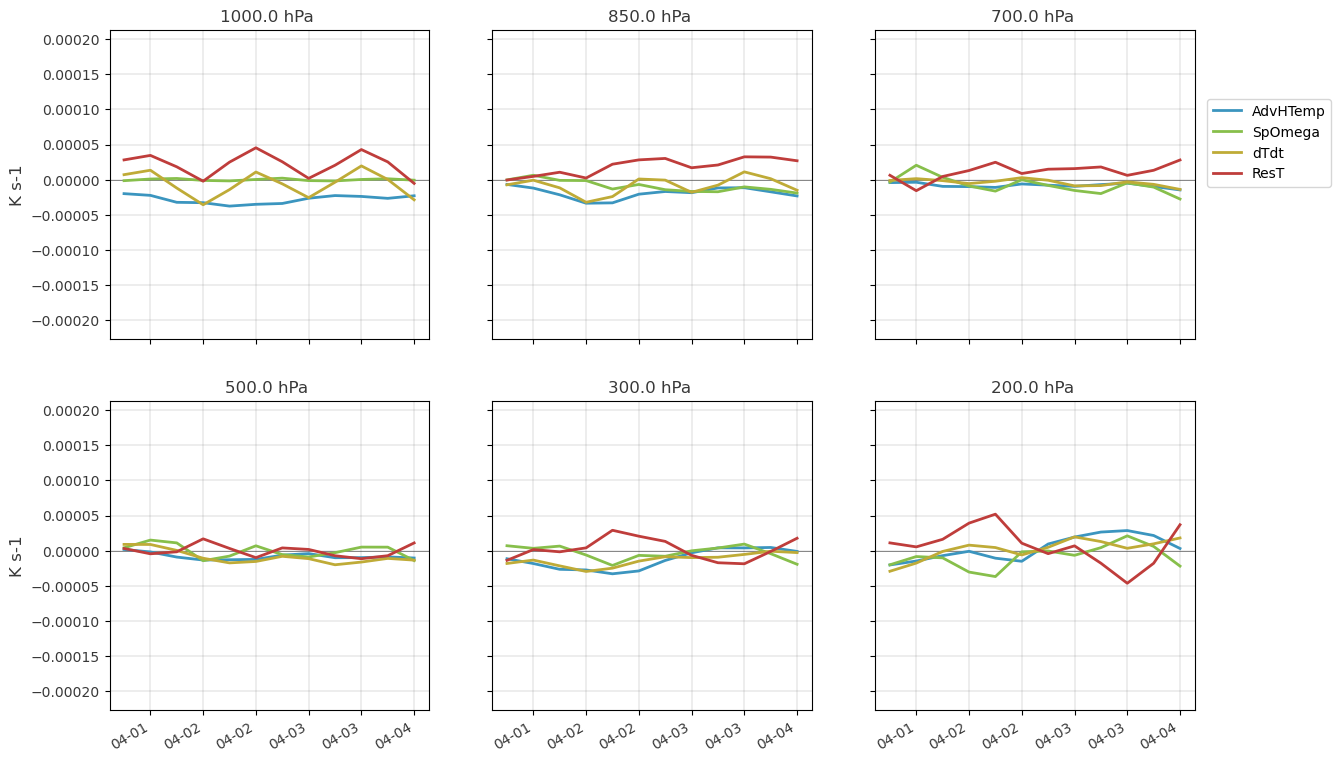 1000.0 hPa
850.0 hPa
700.0 hPa
0.00020
0.00015
0.00010
0.00005
0.00000
−0.00005
−0.00010
−0.00015
−0.00020
K s-1
AdvHTemp
SpOmega
dTdt
ResT
500.0 hPa
300.0 hPa
200.0 hPa
0.00020
0.00015
0.00010
0.00005
0.00000
−0.00005
−0.00010
−0.00015
−0.00020
K s-1
04-01 04-02 04-02 04-03 04-03 04-04
04-01 04-02 04-02 04-03 04-03 04-04
04-01 04-02 04-02 04-03 04-03 04-04